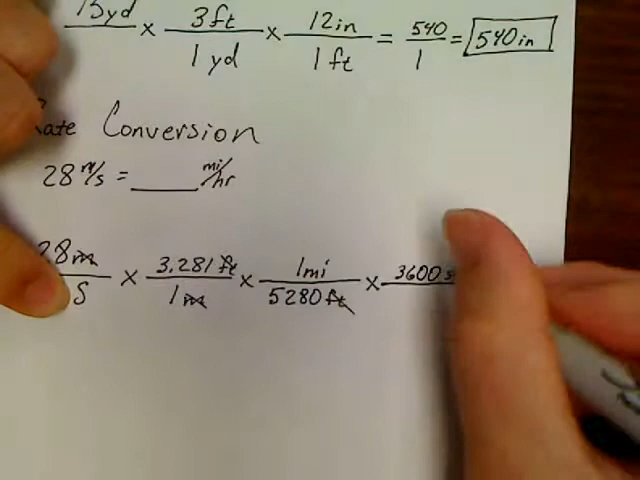 15yd × 3ft × 12in = 540 = 540in
1yd 1ft 1
Rate Conversion
28 m/s = ____ mi/hr
28m × 3.281ft × 1mi × 3600s
s 1m 5280ft